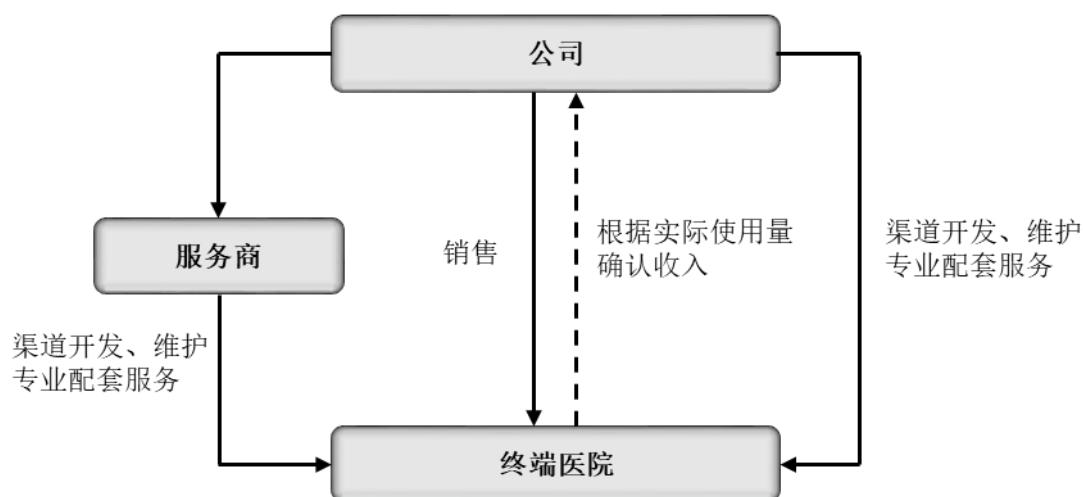 公司
服务商
销售
根据实际使用量
确认收入
渠道开发、维护
专业配套服务
渠道开发、维护
专业配套服务
终端医院